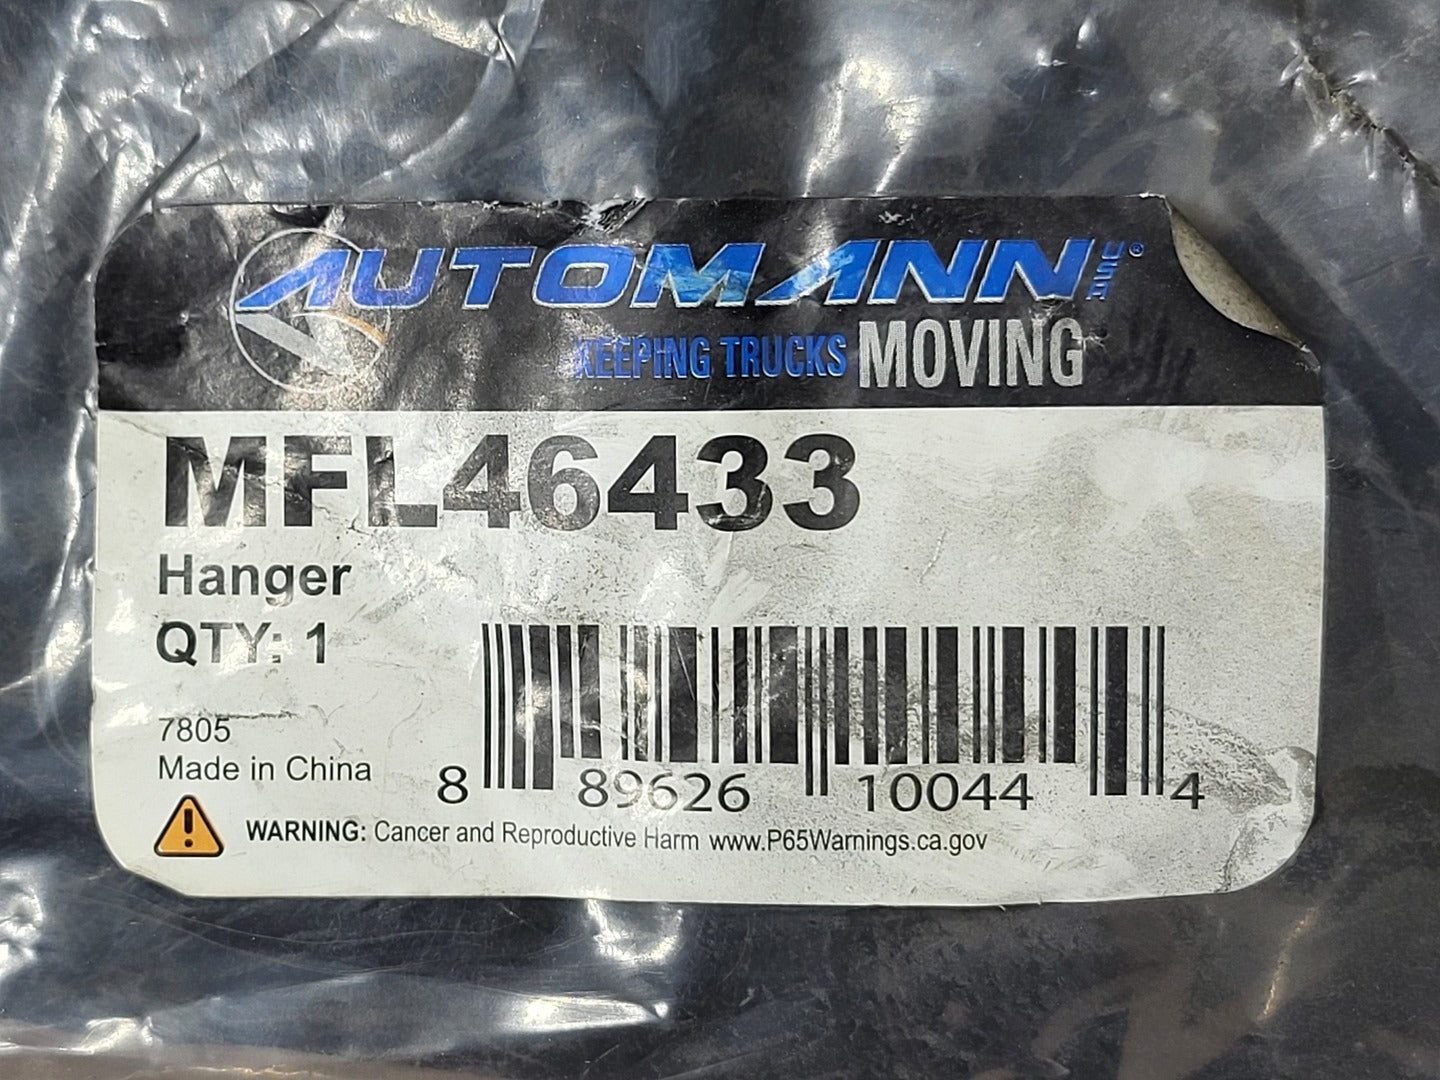 AUTOMANN USA®
KEEPING TRUCKS MOVING
MFL46433
Hanger
QTY: 1
7805
Made in China
8 89626 10044 4
WARNING: Cancer and Reproductive Harm www.P65Warnings.ca.gov